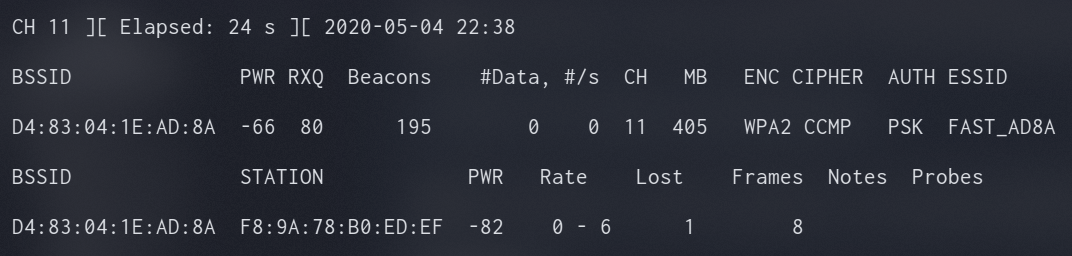 CH 11 ][ Elapsed: 24 s ][ 2020-05-04 22:38
BSSID PWR RXQ Beacons #Data, #/s CH MB ENC CIPHER AUTH ESSID
D4:83:04:1E:AD:8A -66 80 195 0 0 11 405 WPA2 CCMP PSK FAST_AD8A
BSSID STATION PWR Rate Lost Frames Notes Probes
D4:83:04:1E:AD:8A F8:9A:78:B0:ED:EF -82 0 - 6 1 8